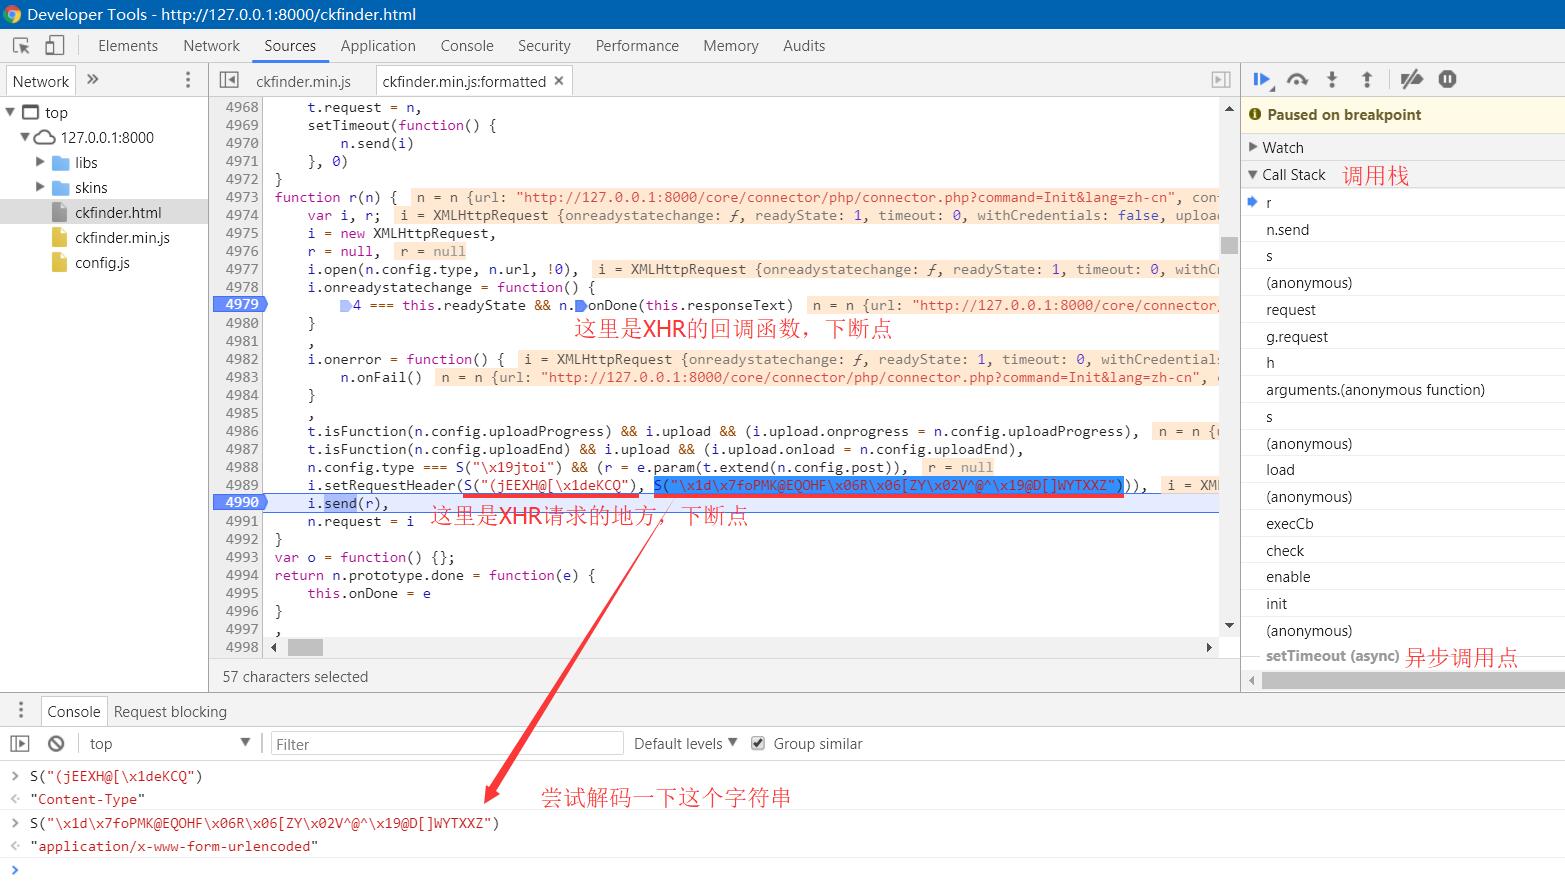 Developer Tools - http://127.0.0.1:8000/ckfinder.html
Elements Network Sources Application Console Security Performance Memory Audits
Network »
top
127.0.0.1:8000
libs
skins
ckfinder.html
ckfinder.min.js
config.js
ckfinder.min.js ckfinder.min.js:formatted ×
4968 t.request = n,
4969 setTimeout(function() {
4970 n.send(i)
4971 }, 0)
4972 }
4973 function r(n) { n = n {url: "http://127.0.0.1:8000/core/connector/php/connector.php?command=Init&lang=zh-cn", con
4974 var i, r; i = XMLHttpRequest {onreadystatechange: ƒ, readyState: 1, timeout: 0, withCredentials: false, upload
4975 i = new XMLHttpRequest,
4976 r = null, r = null
4977 i.open(n.config.type, n.url, !0), i = XMLHttpRequest {onreadystatechange: ƒ, readyState: 1, timeout: 0, withCr
4978 i.onreadystatechange = function() {
4979 4 === this.readyState && n.onDone(this.responseText) n = n {url: "http://127.0.0.1:8000/core/connector/
4980 }
这里是XHR的回调函数，下断点
4981 ,
4982 i.onerror = function() { i = XMLHttpRequest {onreadystatechange: ƒ, readyState: 1, timeout: 0, withCredentials
4983 n.onFail() n = n {url: "http://127.0.0.1:8000/core/connector/php/connector.php?command=Init&lang=zh-cn", c
4984 }
4985 ,
4986 t.isFunction(n.config.uploadProgress) && i.upload && (i.upload.onprogress = n.config.uploadProgress), n = n {u
4987 t.isFunction(n.config.uploadEnd) && i.upload && (i.upload.onload = n.config.uploadEnd),
4988 n.config.type === S("\x19jtoi") && (r = e.param(t.extend(n.config.post)), r = null
4989 i.setRequestHeader(S("(jEEXH@[\x1deKCQ"), S("\x1d\x7foPMK@EQOHF\x06R\x06[ZY\x02V^@^\x19@D[]WYTXXZ"))), i = XM
4990 i.send(r),
4991 n.request = i 这里是XHR请求的地方，下断点
4992 }
4993 var o = function() {};
4994 return n.prototype.done = function(e) {
4995 this.onDone = e
4996 }
4997 ,
4998
57 characters selected
Paused on breakpoint
Watch
Call Stack 调用栈
r
n.send
s
(anonymous)
request
g.request
h
arguments.(anonymous function)
s
(anonymous)
load
(anonymous)
execCb
check
enable
init
(anonymous)
setTimeout (async) 异步调用点
Console Request blocking
top Filter Default levels Group similar
S("(jEEXH@[\x1deKCQ")
"Content-Type"
尝试解码一下这个字符串
S("\x1d\x7foPMK@EQOHF\x06R\x06[ZY\x02V^@^\x19@D[]WYTXXZ")
"application/x-www-form-urlencoded"